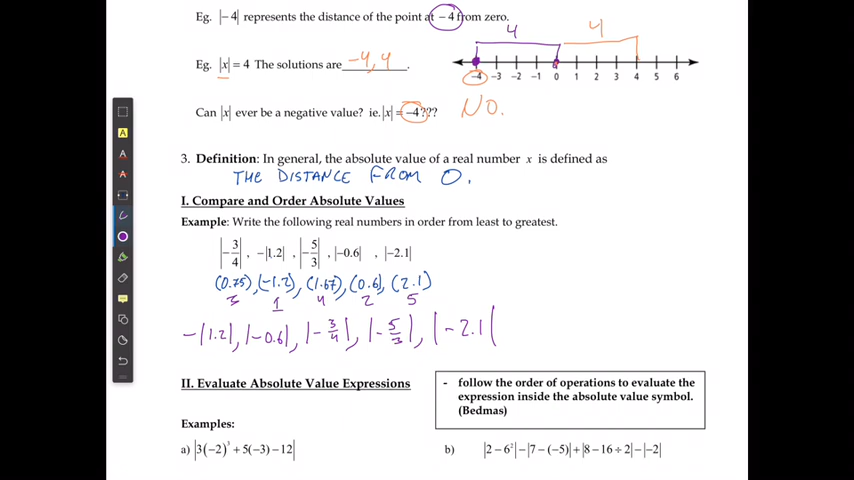 Eg. |−4| represents the distance of the point at −4 from zero.
4 4
Eg. |x| = 4 The solutions are −4, 4.
-4 -3 -2 -1 0 1 2 3 4 5 6
Can |x| ever be a negative value? ie. |x| = −4??? NO.
3. Definition: In general, the absolute value of a real number x is defined as
THE DISTANCE FROM 0.
I. Compare and Order Absolute Values
Example: Write the following real numbers in order from least to greatest.
|−3/4|, −|1.2|, |−5/3|, |−0.6|, |−2.1|
(0.75), (−1.2), (1.67), (0.6), (2.1)
3 1 4 2 5
−|1.2|, |−0.6|, |−3/4|, |−5/3|, |−2.1|
II. Evaluate Absolute Value Expressions
- follow the order of operations to evaluate the
expression inside the absolute value symbol.
(Bedmas)
Examples:
a) |3(−2)³ + 5(−3) − 12|
b) |2 − 6²| − |7 − (−5)| + |8 − 16 ÷ 2| − |−2|